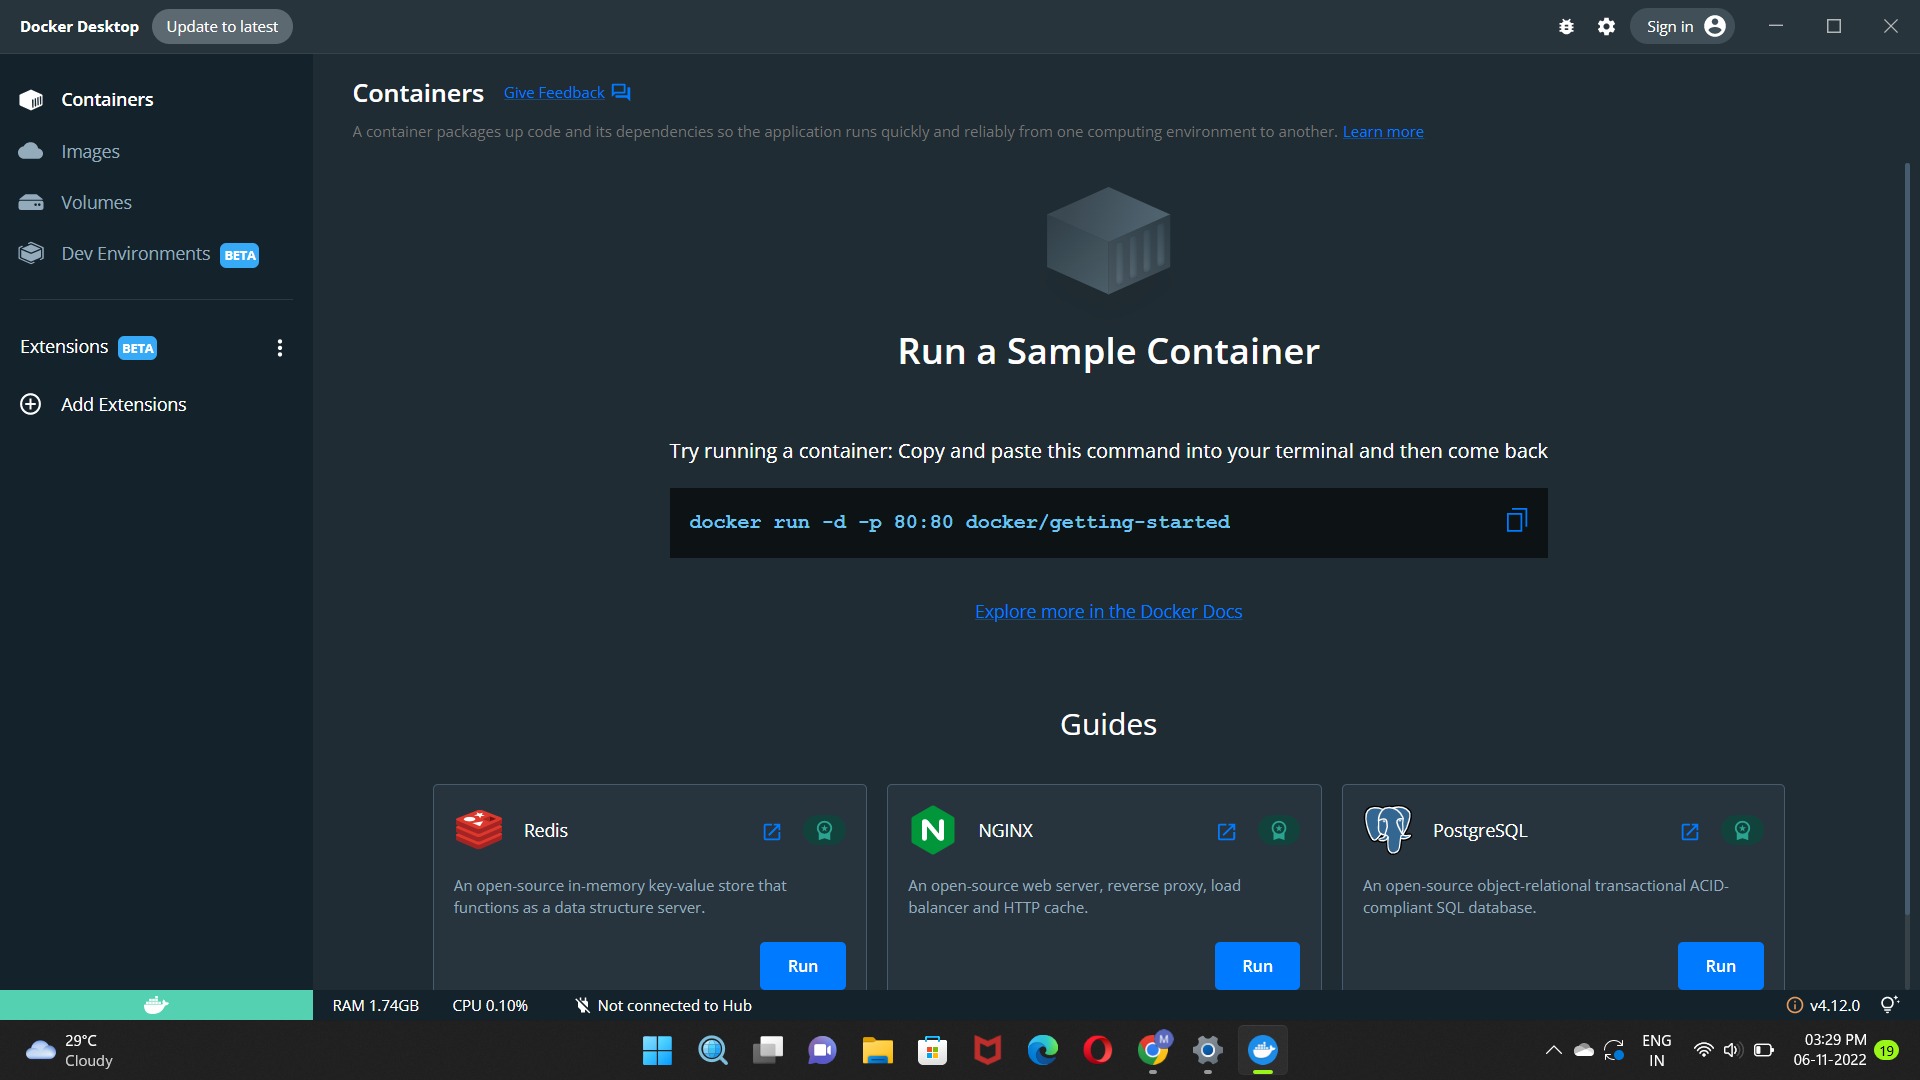 Docker Desktop
Update to latest
Sign in
Containers
Images
Volumes
Dev Environments BETA
Extensions BETA
Add Extensions
Containers
Give Feedback
A container packages up code and its dependencies so the application runs quickly and reliably from one computing environment to another. Learn more
Run a Sample Container
Try running a container: Copy and paste this command into your terminal and then come back
docker run -d -p 80:80 docker/getting-started
Explore more in the Docker Docs
Guides
Redis
An open-source in-memory key-value store that
functions as a data structure server.
Run
NGINX
An open-source web server, reverse proxy, load
balancer and HTTP cache.
Run
PostgreSQL
An open-source object-relational transactional ACID-
compliant SQL database.
Run
RAM 1.74GB
CPU 0.10%
Not connected to Hub
v4.12.0
29°C
Cloudy
M
ENG
IN
03:29 PM
06-11-2022
19